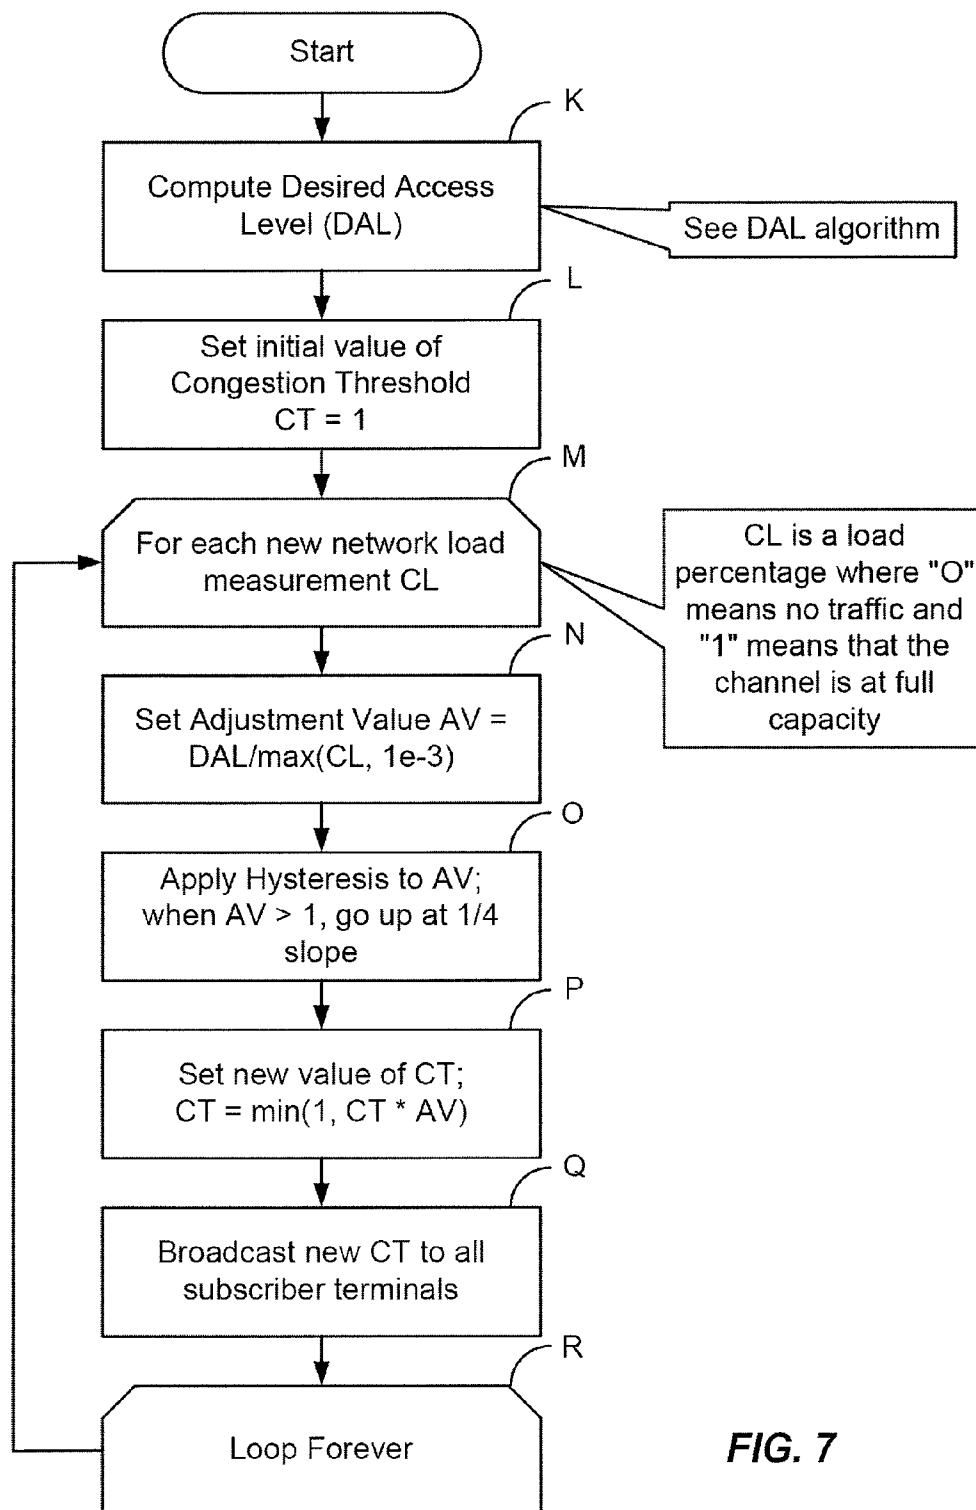 Start
K
Compute Desired Access
Level (DAL)
See DAL algorithm
L
Set initial value of
Congestion Threshold
CT = 1
M
For each new network load
measurement CL
CL is a load
percentage where "O"
means no traffic and
"1" means that the
channel is at full
capacity
N
Set Adjustment Value AV =
DAL/max(CL, 1e-3)
O
Apply Hysteresis to AV;
when AV > 1, go up at 1/4
slope
P
Set new value of CT;
CT = min(1, CT * AV)
Q
Broadcast new CT to all
subscriber terminals
R
Loop Forever
FIG. 7